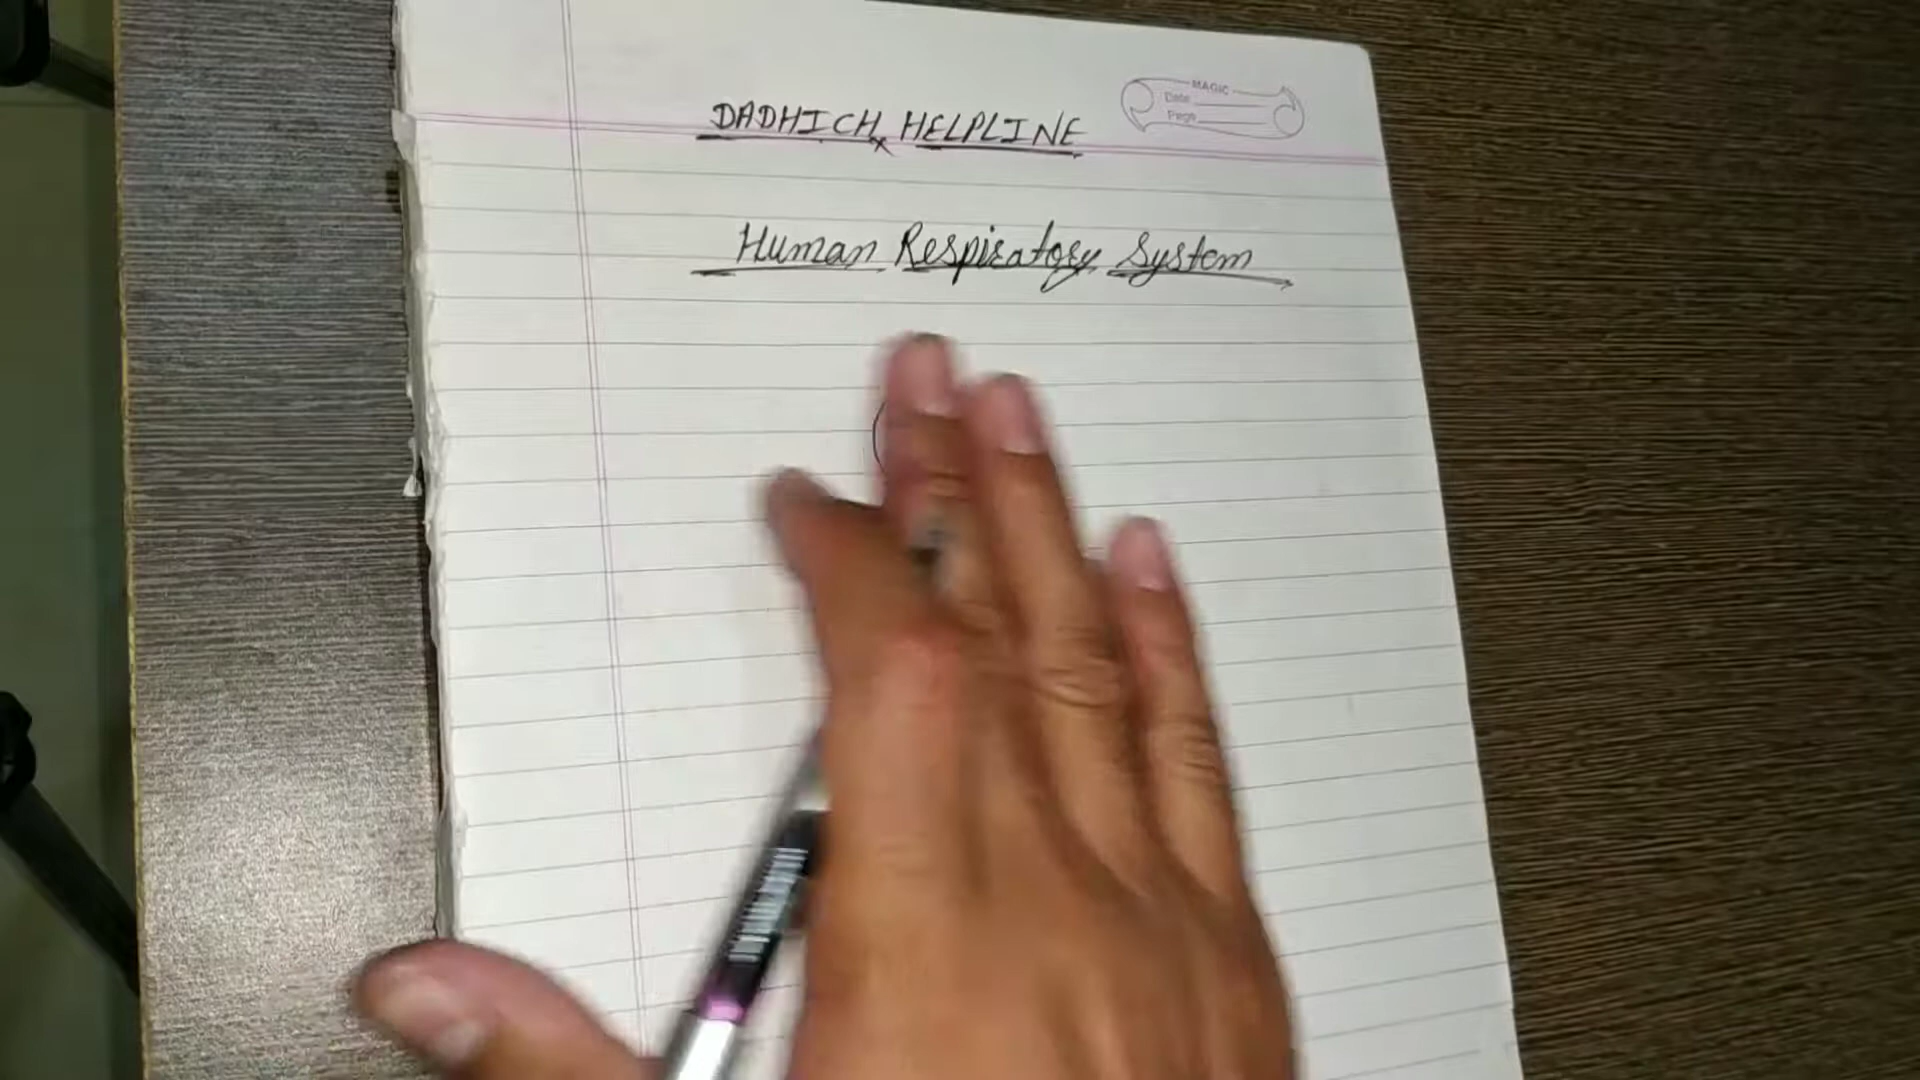 MAGIC
Date
Page
DADHICH HELPLINE
Human Respiratory System